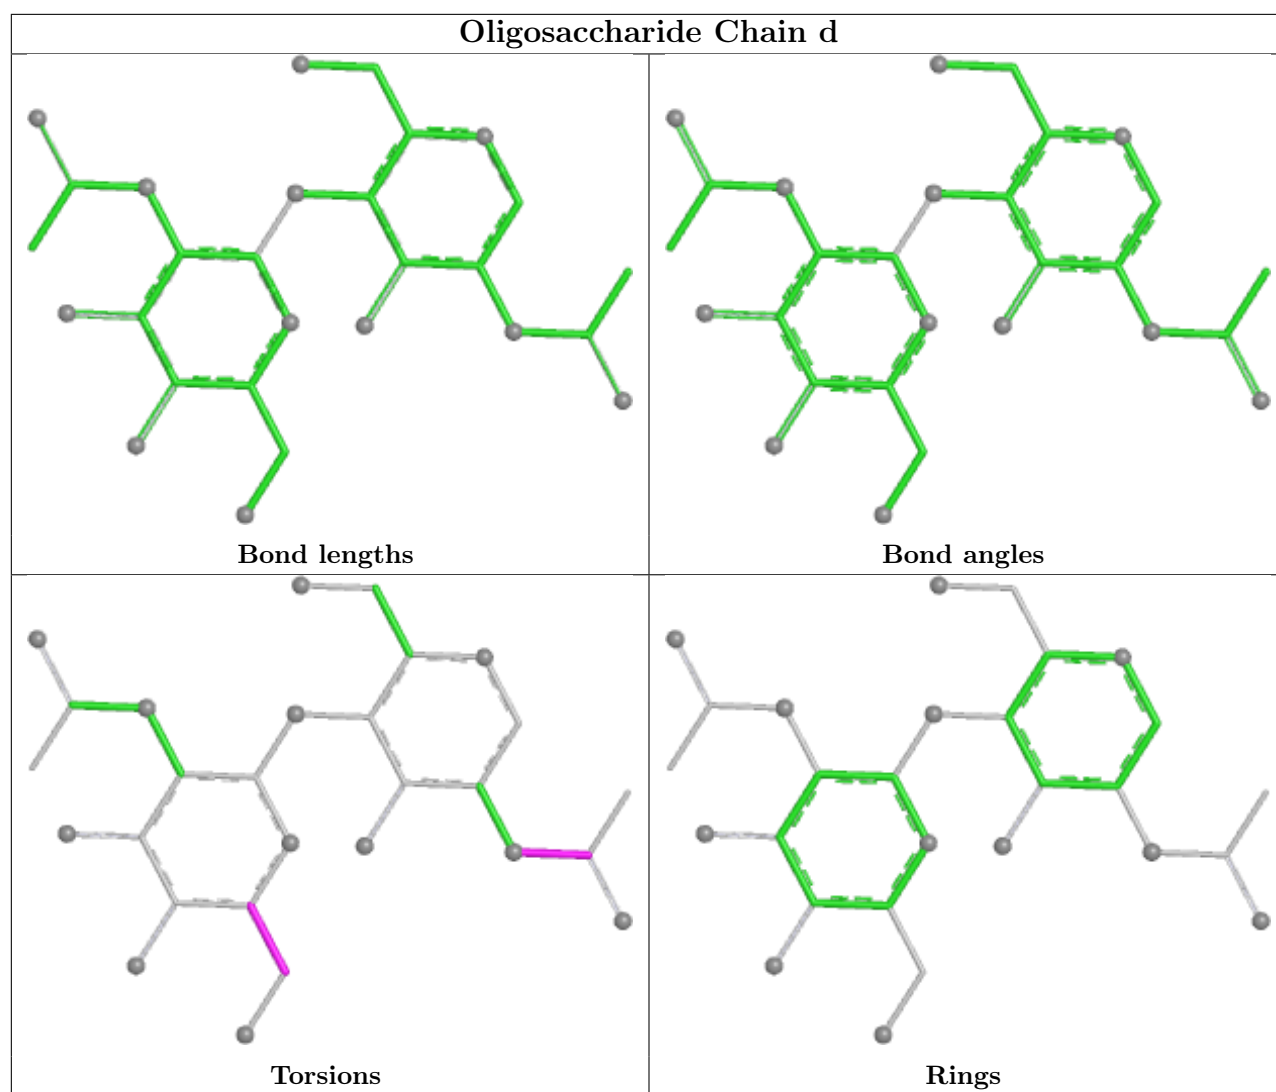 Oligosaccharide Chain d
Bond lengths
Bond angles
Torsions
Rings